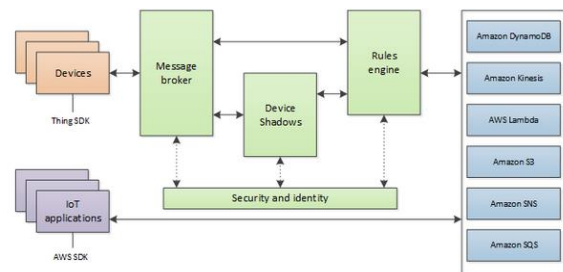 Devices
Thing SDK
Message
broker
Device
Shadows
Rules
engine
Security and identity
IoT
applications
AWS SDK
Amazon DynamoDB
Amazon Kinesis
AWS Lambda
Amazon S3
Amazon SNS
Amazon SQS